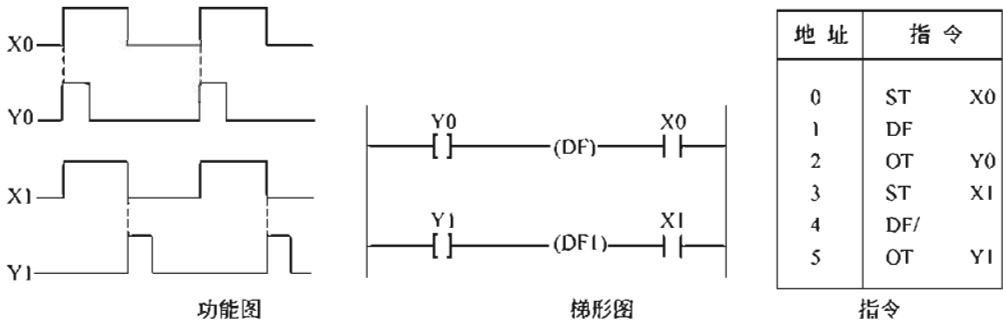 X0
Y0
X1
Y1
功能图
Y0 (DF) X0
Y1 (DF1) X1
梯形图
地 址 指 令
0 ST X0
1 DF
2 OT Y0
3 ST X1
4 DF/
5 OT Y1
指令